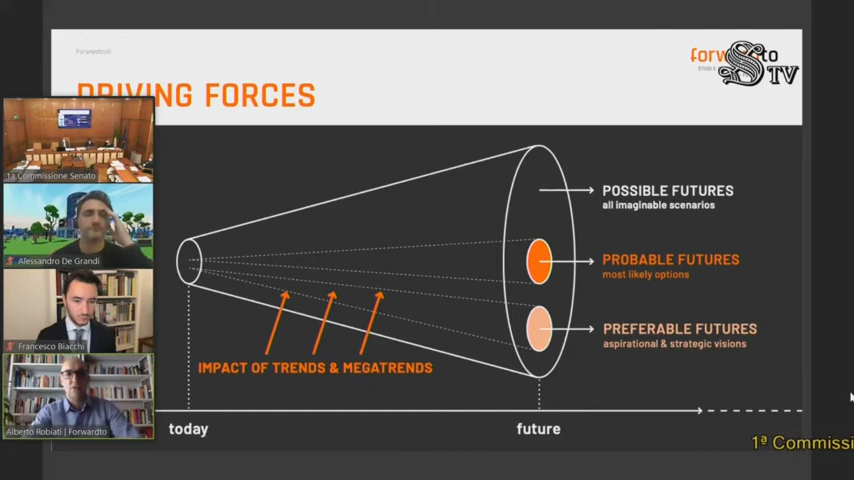 Forwardto©
forw to
think
S TV
DRIVING FORCES
1a Commissione Senato
Alessandro De Grandi
Francesco Biacchi
Alberto Robiati | Forwardto
POSSIBLE FUTURES
all imaginable scenarios
PROBABLE FUTURES
most likely options
PREFERABLE FUTURES
aspirational & strategic visions
IMPACT OF TRENDS & MEGATRENDS
today
future
1ª Commissi